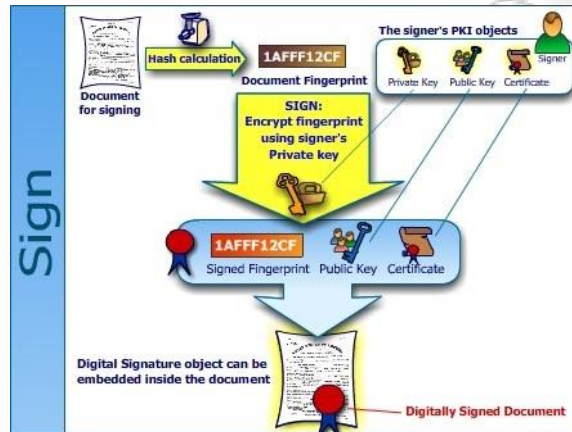 Sign
Document
for signing
Hash calculation
1AFFF12CF
Document Fingerprint
The signer's PKI objects
Signer
Private Key
Public Key
Certificate
SIGN:
Encrypt fingerprint
using signer's
Private key
1AFFF12CF
Signed Fingerprint
Public Key
Certificate
Digital Signature object can be
embedded inside the document
Digitally Signed Document